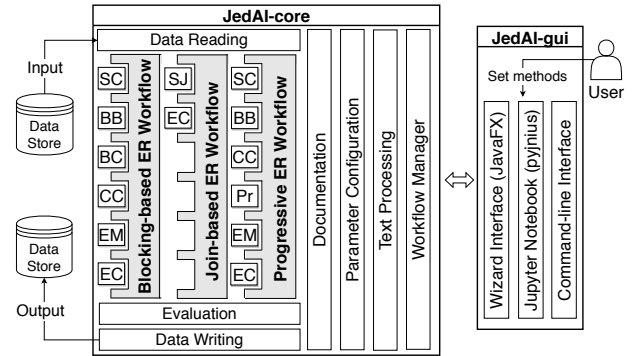 JedAI-core
Data Reading
Input
Data
Store
SC
BB
BC
CC
EM
EC
Blocking-based ER Workflow
SJ
EC
Join-based ER Workflow
SC
BB
CC
Pr
EM
EC
Progressive ER Workflow
Evaluation
Data Writing
Data
Store
Output
Documentation
Parameter Configuration
Text Processing
Workflow Manager
JedAI-gui
Set methods
User
Wizard Interface (JavaFX)
Jupyter Notebook (pyjnius)
Command-line Interface